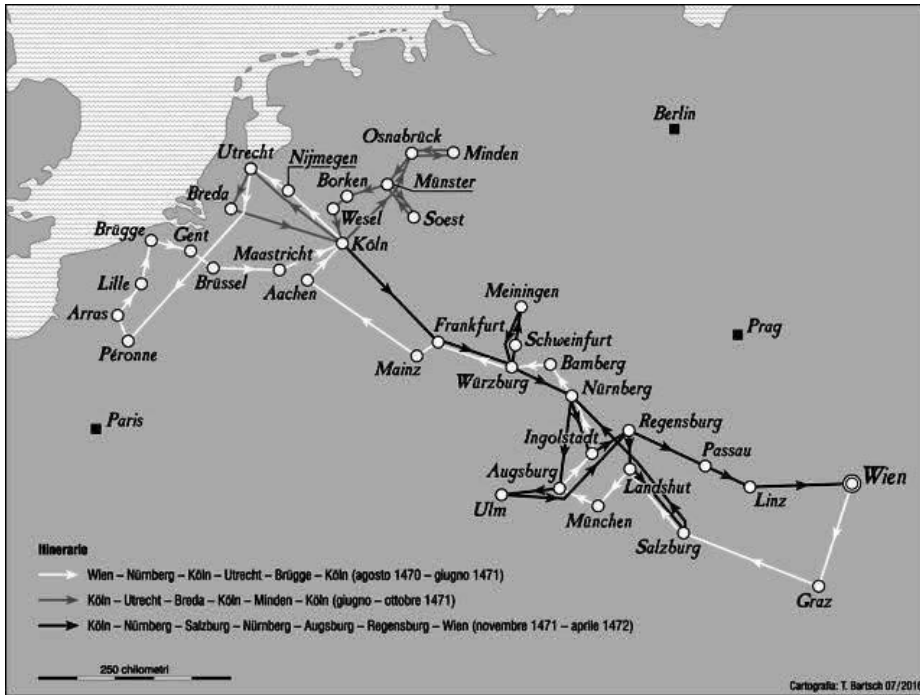 Berlin
Osnabrück
Minden
Utrecht
Nijmegen
Borken
Münster
Breda
Wesel
Soest
Brügge
Gent
Maastricht
Köln
Lille
Brüssel
Aachen
Meiningen
Arras
Frankfurt
Schweinfurt
Prag
Péronne
Mainz
Bamberg
Würzburg
Nürnberg
Paris
Regensburg
Ingolstadt
Passau
Augsburg
Landshut
Wien
Ulm
München
Linz
Salzburg
Graz
Itinerario
Wien – Nürnberg – Köln – Utrecht – Brügge – Köln (agosto 1470 – giugno 1471)
Köln – Utrecht – Breda – Köln – Minden – Köln (giugno – ottobre 1471)
Köln – Nürnberg – Salzburg – Nürnberg – Augsburg – Regensburg – Wien (novembre 1471 – aprile 1472)
250 chilometri
Cartografia: T. Bartsch